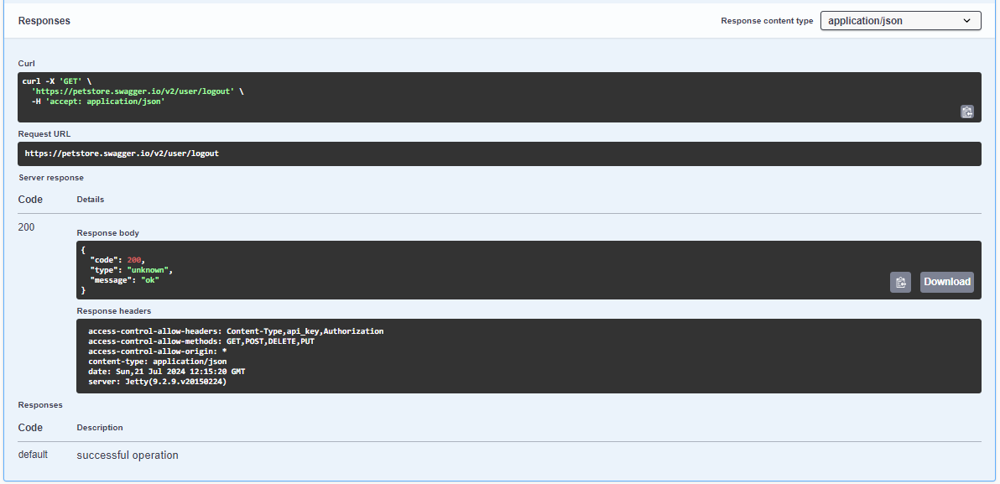 Responses
Response content type
application/json
Curl
curl -X 'GET' \
  'https://petstore.swagger.io/v2/user/logout' \
  -H 'accept: application/json'
Request URL
https://petstore.swagger.io/v2/user/logout
Server response
Code Details
200
Response body
{
  "code": 200,
  "type": "unknown",
  "message": "ok"
}
Download
Response headers
access-control-allow-headers: Content-Type,api_key,Authorization
access-control-allow-methods: GET,POST,DELETE,PUT
access-control-allow-origin: *
content-type: application/json
date: Sun,21 Jul 2024 12:15:20 GMT
server: Jetty(9.2.9.v20150224)
Responses
Code Description
default successful operation